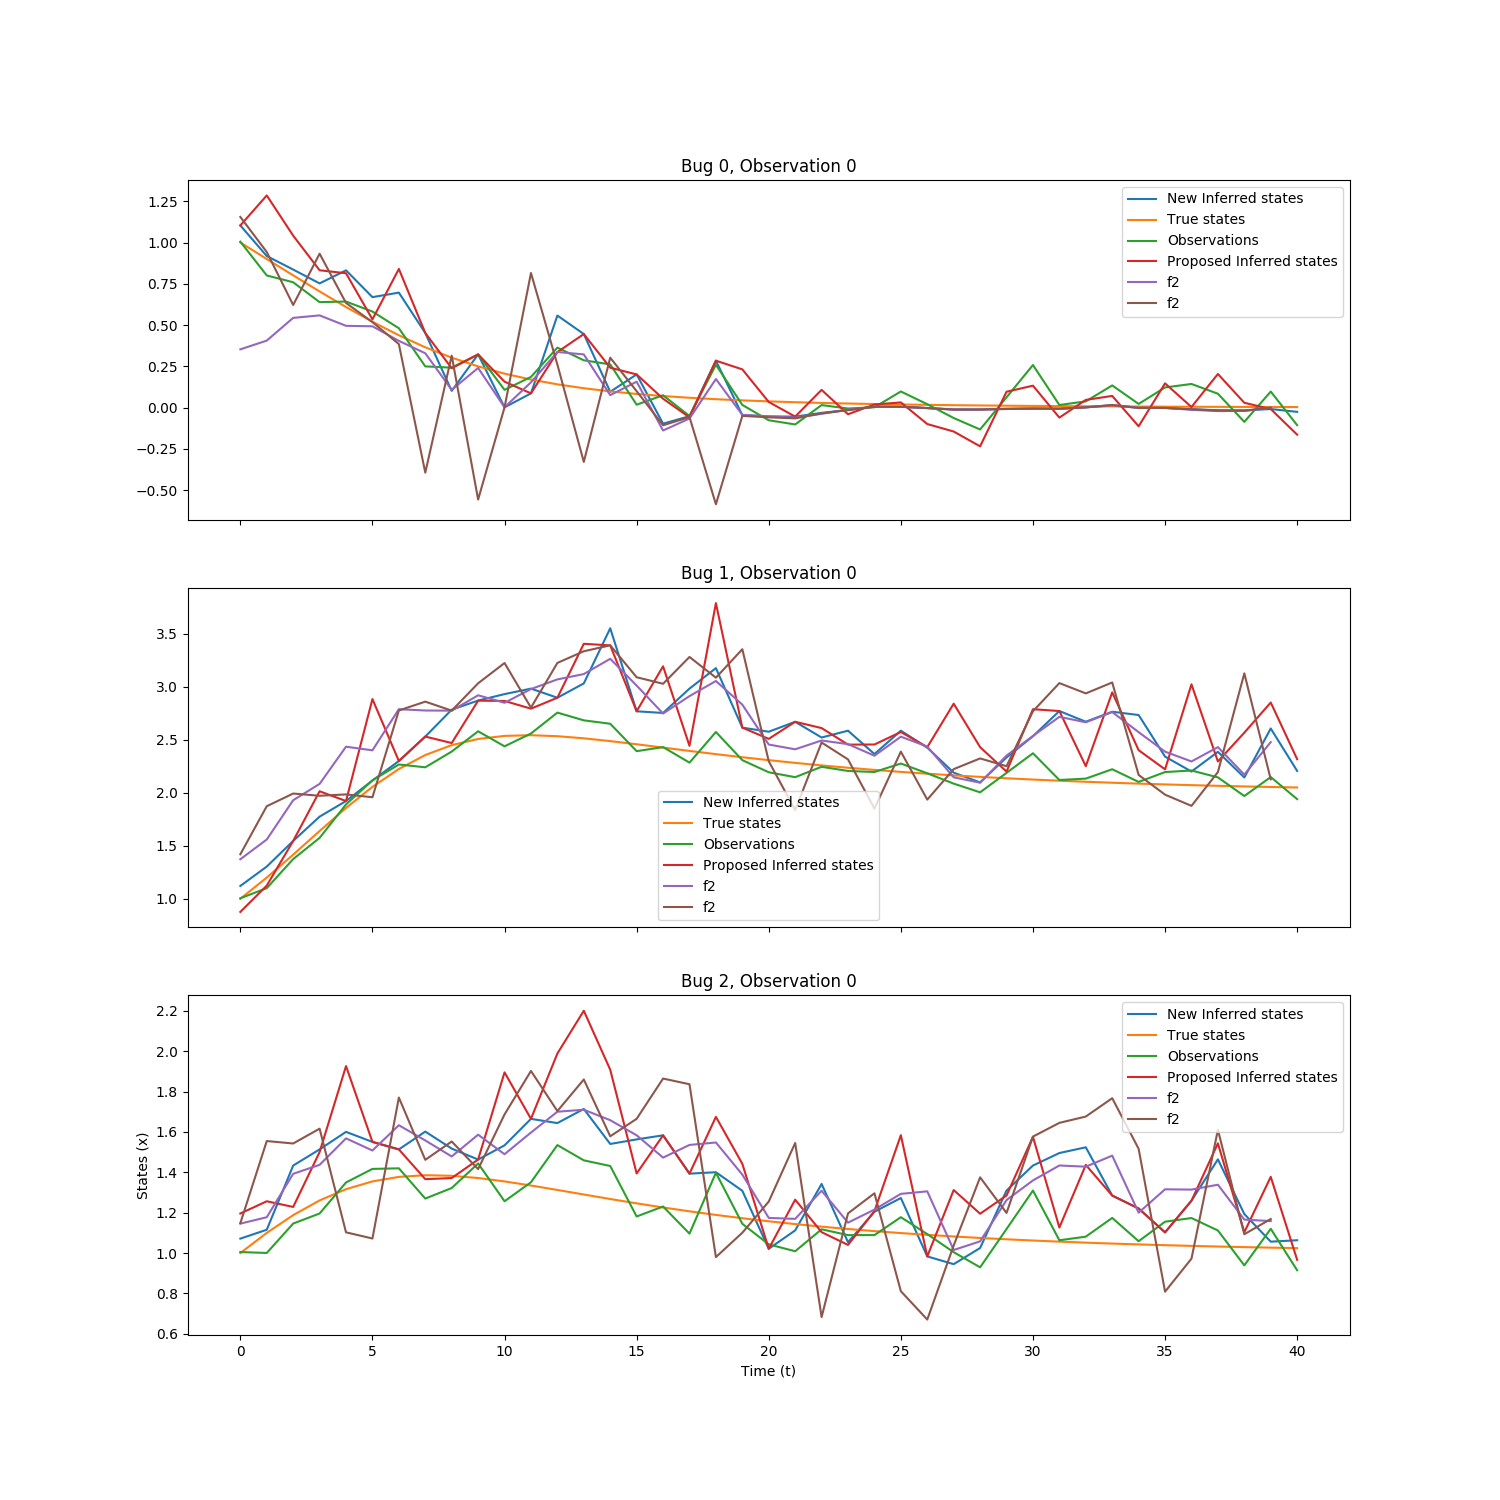 Bug 0, Observation 0
1.25
1.00
0.75
0.50
0.25
0.00
−0.25
−0.50
New Inferred states
True states
Observations
Proposed Inferred states
f2
f2
Bug 1, Observation 0
3.5
3.0
2.5
2.0
1.5
1.0
New Inferred states
True states
Observations
Proposed Inferred states
f2
f2
Bug 2, Observation 0
States (x)
2.2
2.0
1.8
1.6
1.4
1.2
1.0
0.8
0.6
New Inferred states
True states
Observations
Proposed Inferred states
f2
f2
0 5 10 15 20 25 30 35 40
Time (t)